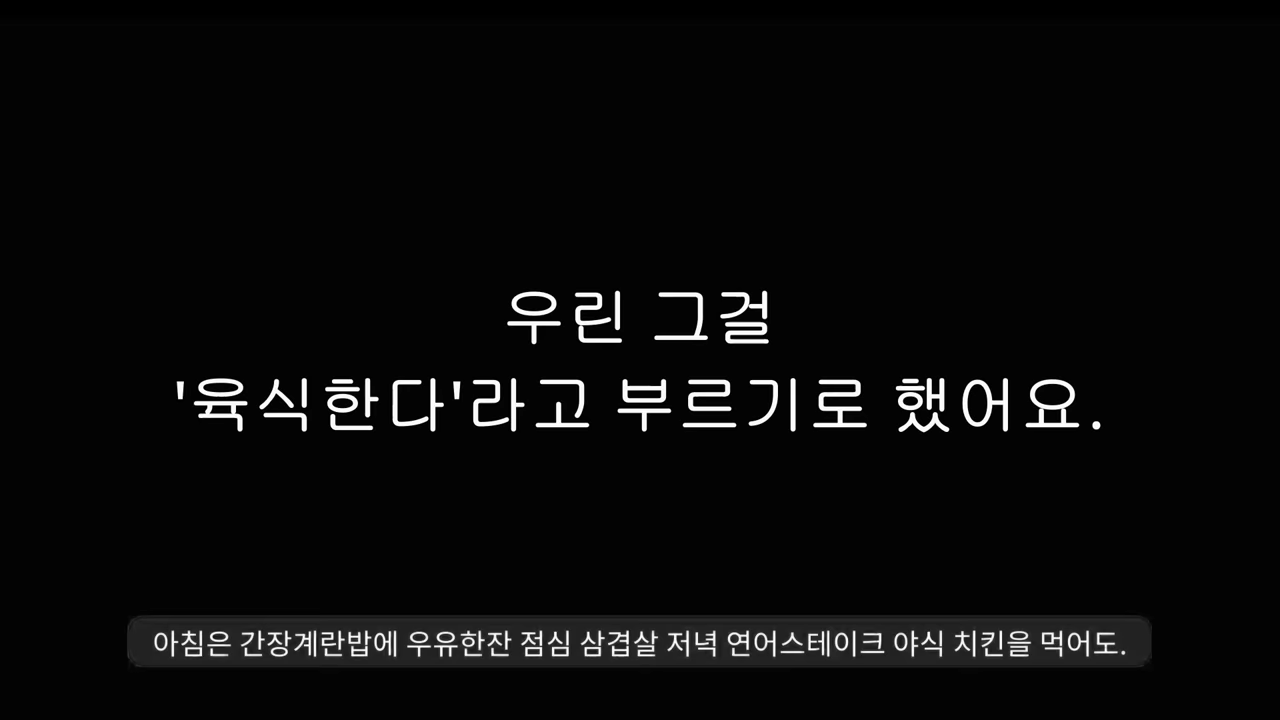 우린 그걸
'육식한다'라고 부르기로 했어요.
아침은 간장계란밥에 우유한잔 점심 삼겹살 저녁 연어스테이크 야식 치킨을 먹어도.